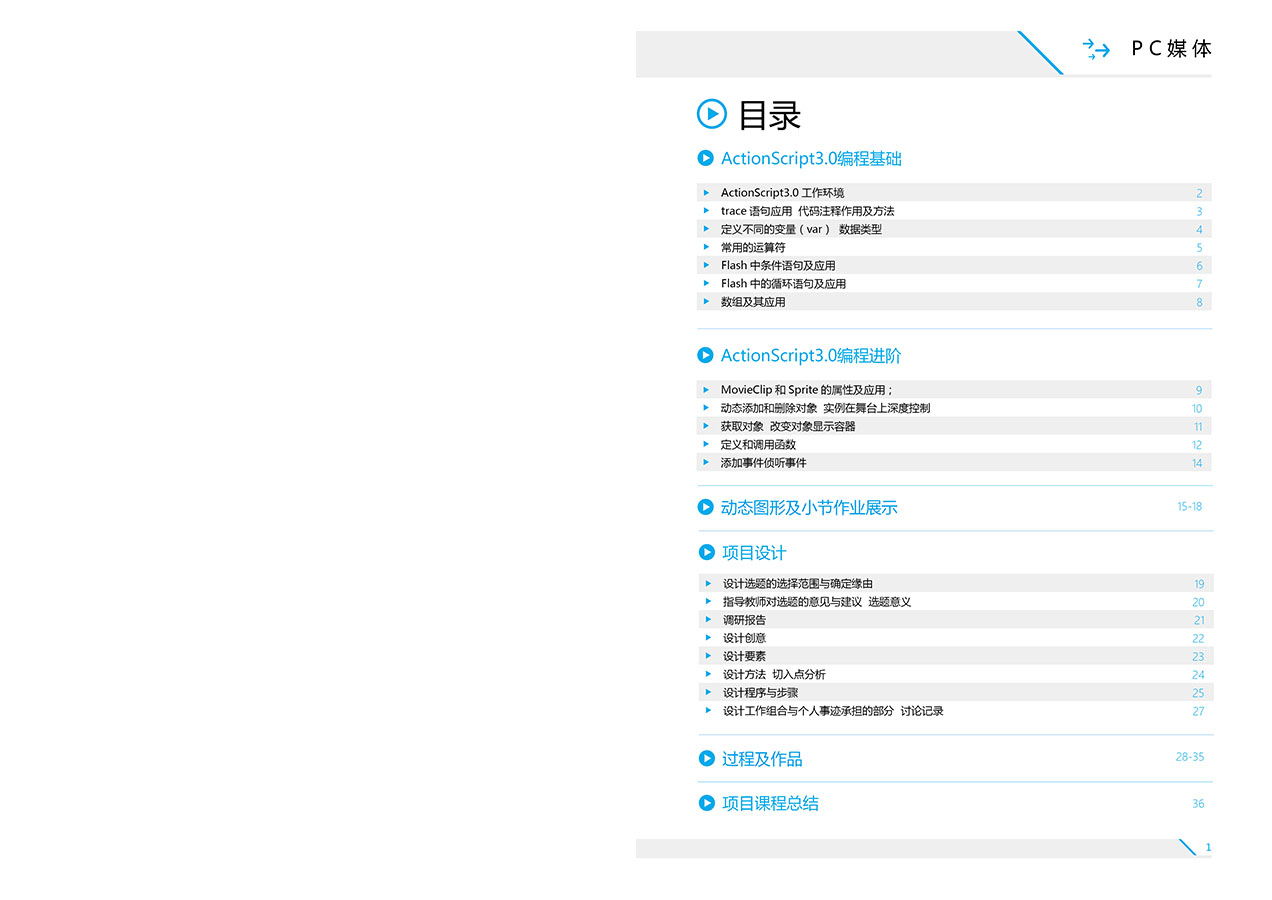 PC媒体
目录
ActionScript3.0编程基础
ActionScript3.0 工作环境 2
trace 语句应用 代码注释作用及方法 3
定义不同的变量（var） 数据类型 4
常用的运算符 5
Flash 中条件语句及应用 6
Flash 中的循环语句及应用 7
数组及其应用 8
ActionScript3.0编程进阶
MovieClip 和 Sprite 的属性及应用； 9
动态添加和删除对象 实例在舞台上深度控制 10
获取对象 改变对象显示容器 11
定义和调用函数 12
添加事件侦听事件 14
动态图形及小节作业展示 15-18
项目设计
设计选题的选择范围与确定缘由 19
指导教师对选题的意见与建议 选题意义 20
调研报告 21
设计创意 22
设计要素 23
设计方法 切入点分析 24
设计程序与步骤 25
设计工作组合与个人事迹承担的部分 讨论记录 27
过程及作品 28-35
项目课程总结 36
1